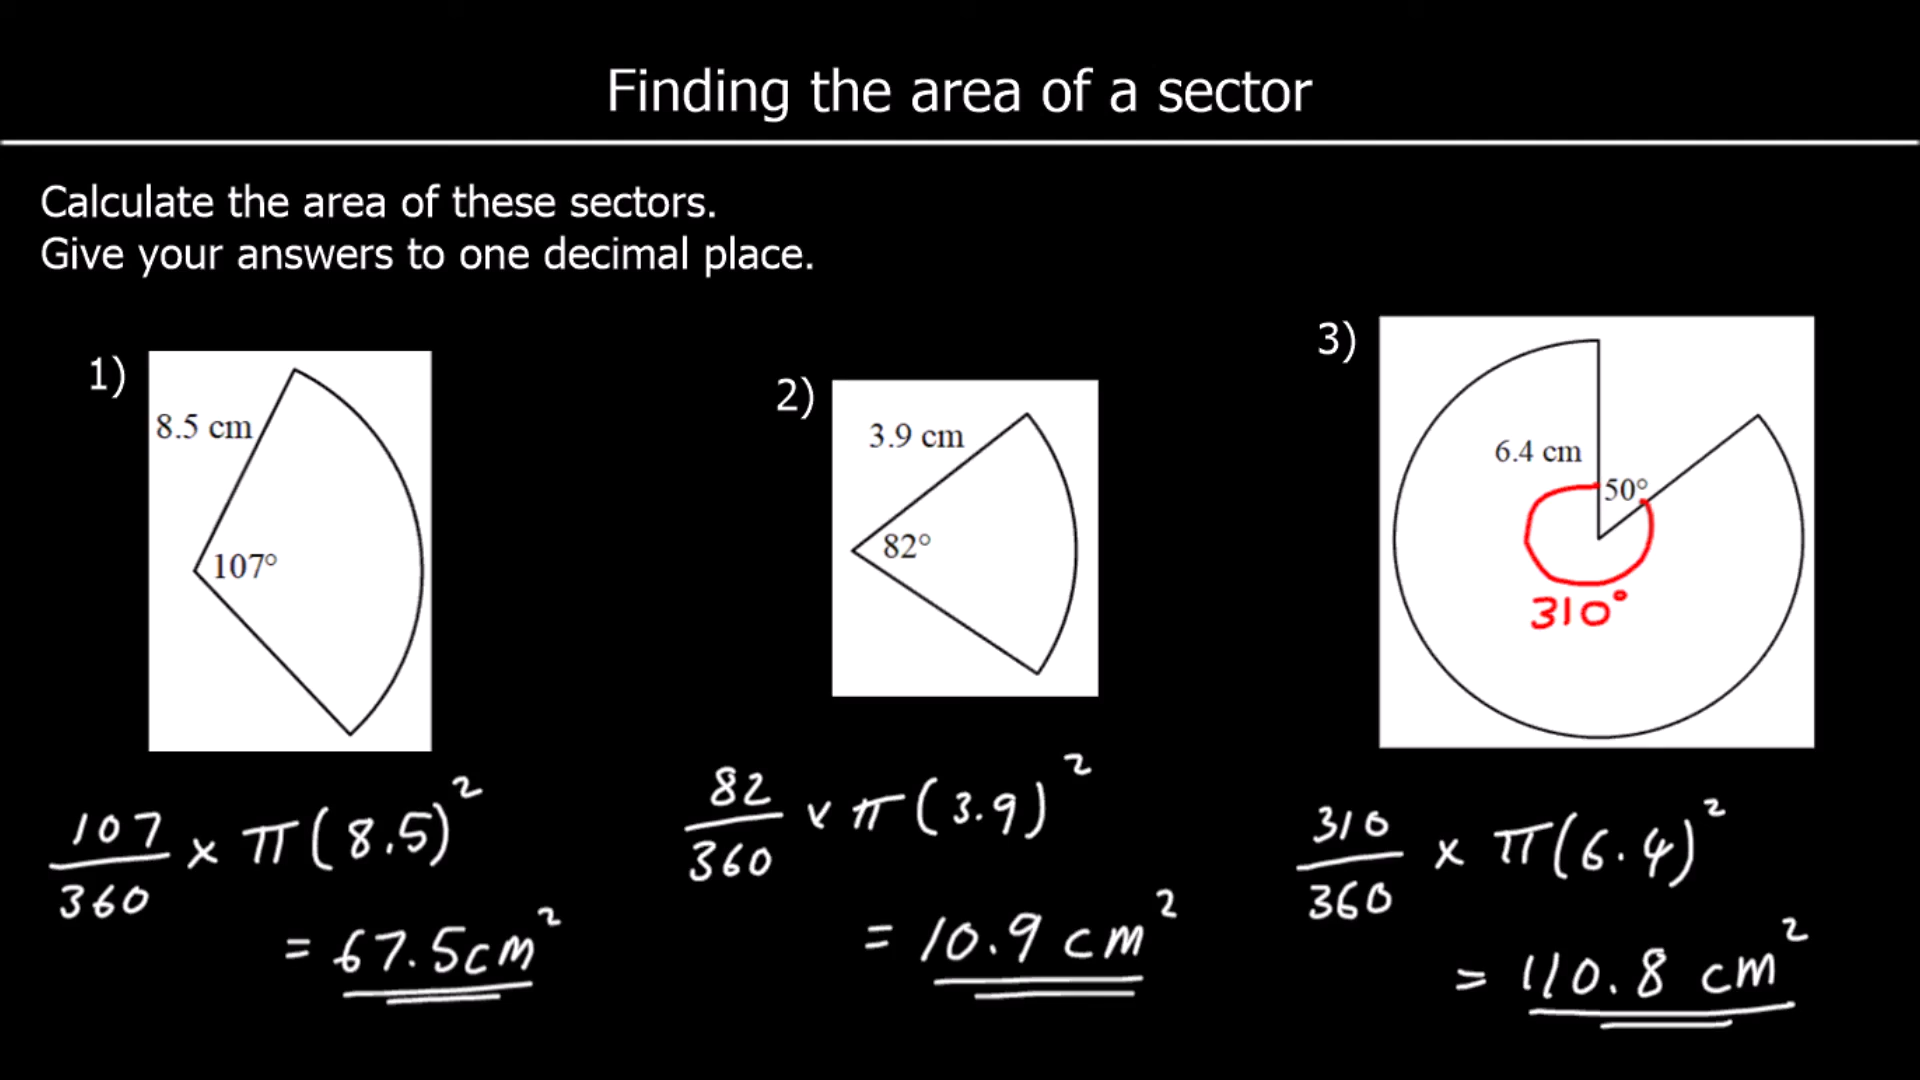 Finding the area of a sector
Calculate the area of these sectors.
Give your answers to one decimal place.
1)
8.5 cm
107°
107/360 × π(8.5)²
= 67.5cm²
2)
3.9 cm
82°
82/360 × π(3.9)²
= 10.9 cm²
3)
6.4 cm
50°
310°
310/360 × π(6.4)²
= 110.8 cm²